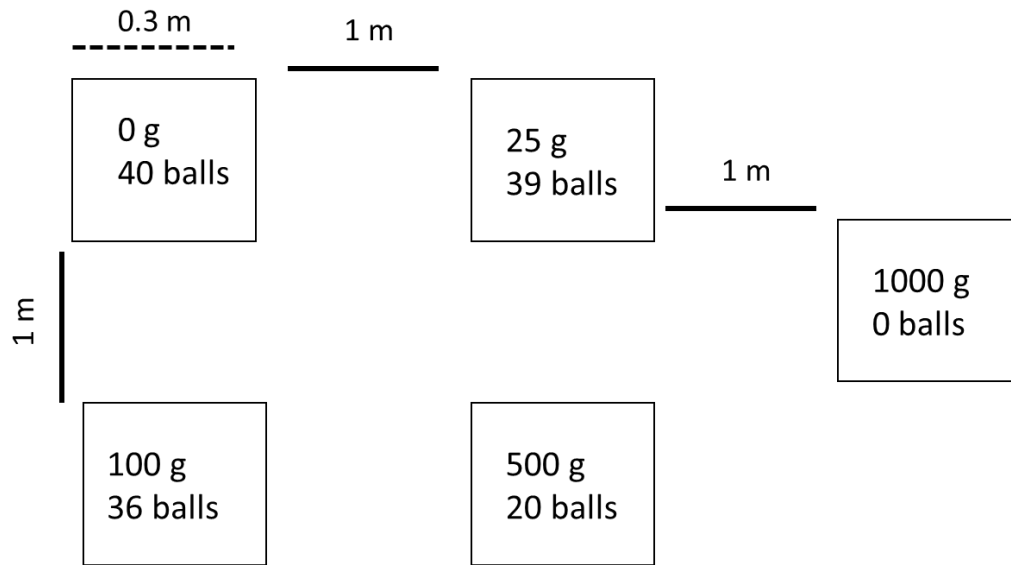 0.3 m
1 m
0 g
40 balls
25 g
39 balls
1 m
1000 g
0 balls
1 m
100 g
36 balls
500 g
20 balls